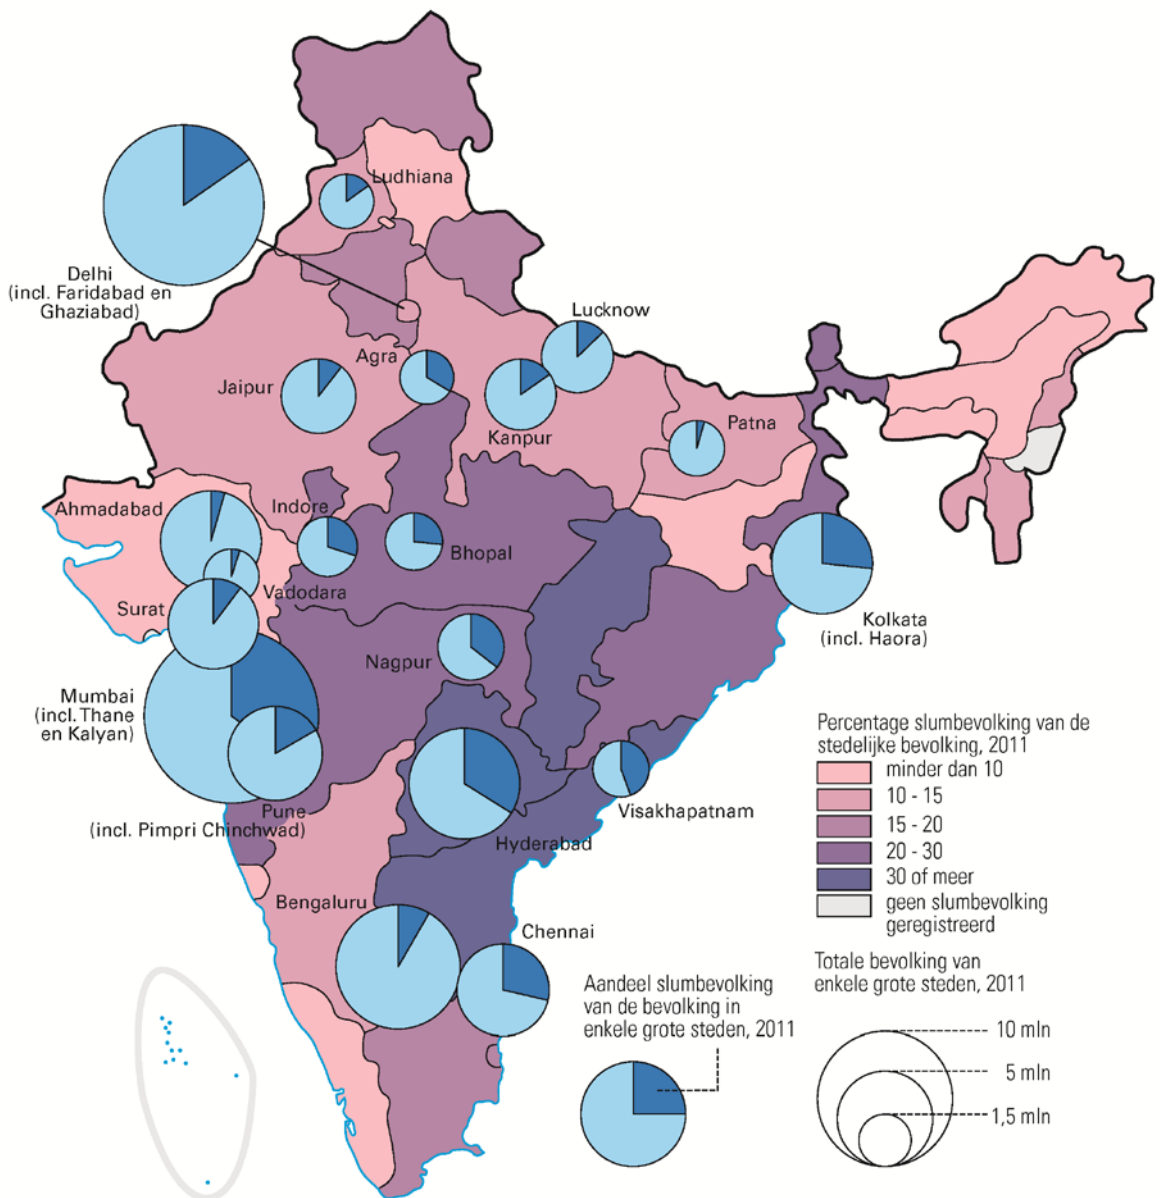 Ludhiana
Delhi
(incl. Faridabad en
Ghaziabad)
Lucknow
Agra
Jaipur
Kanpur
Patna
Ahmadabad
Indore
Bhopal
Vadodara
Surat
Kolkata
(incl. Haora)
Nagpur
Mumbai
(incl. Thane
en Kalyan)
Pune
(incl. Pimpri Chinchwad)
Visakhapatnam
Hyderabad
Bengaluru
Chennai
Percentage slumbevolking van de
stedelijke bevolking, 2011
minder dan 10
10 - 15
15 - 20
20 - 30
30 of meer
geen slumbevolking
geregistreerd
Aandeel slumbevolking
van de bevolking in
enkele grote steden, 2011
Totale bevolking van
enkele grote steden, 2011
10 mln
5 mln
1,5 mln